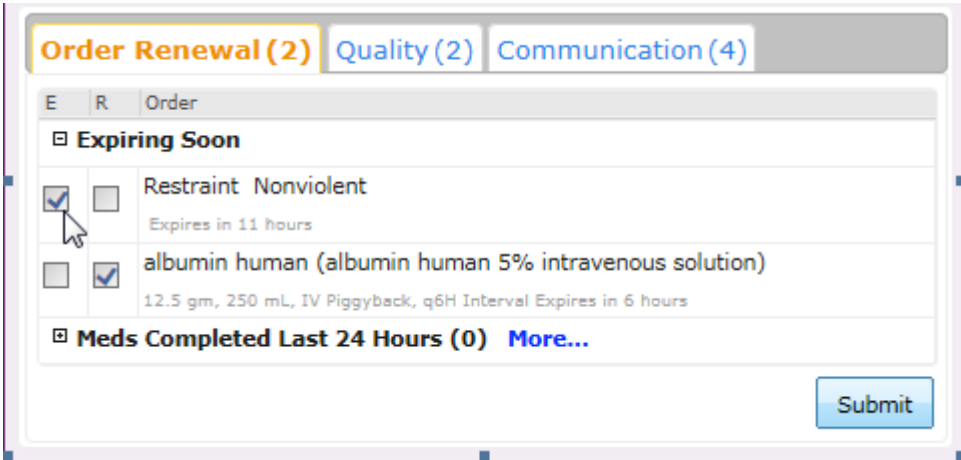 Order Renewal (2) Quality (2) Communication (4)
E R Order
Expiring Soon
Restraint Nonviolent
Expires in 11 hours
albumin human (albumin human 5% intravenous solution)
12.5 gm, 250 mL, IV Piggyback, q6H Interval Expires in 6 hours
Meds Completed Last 24 Hours (0) More...
Submit